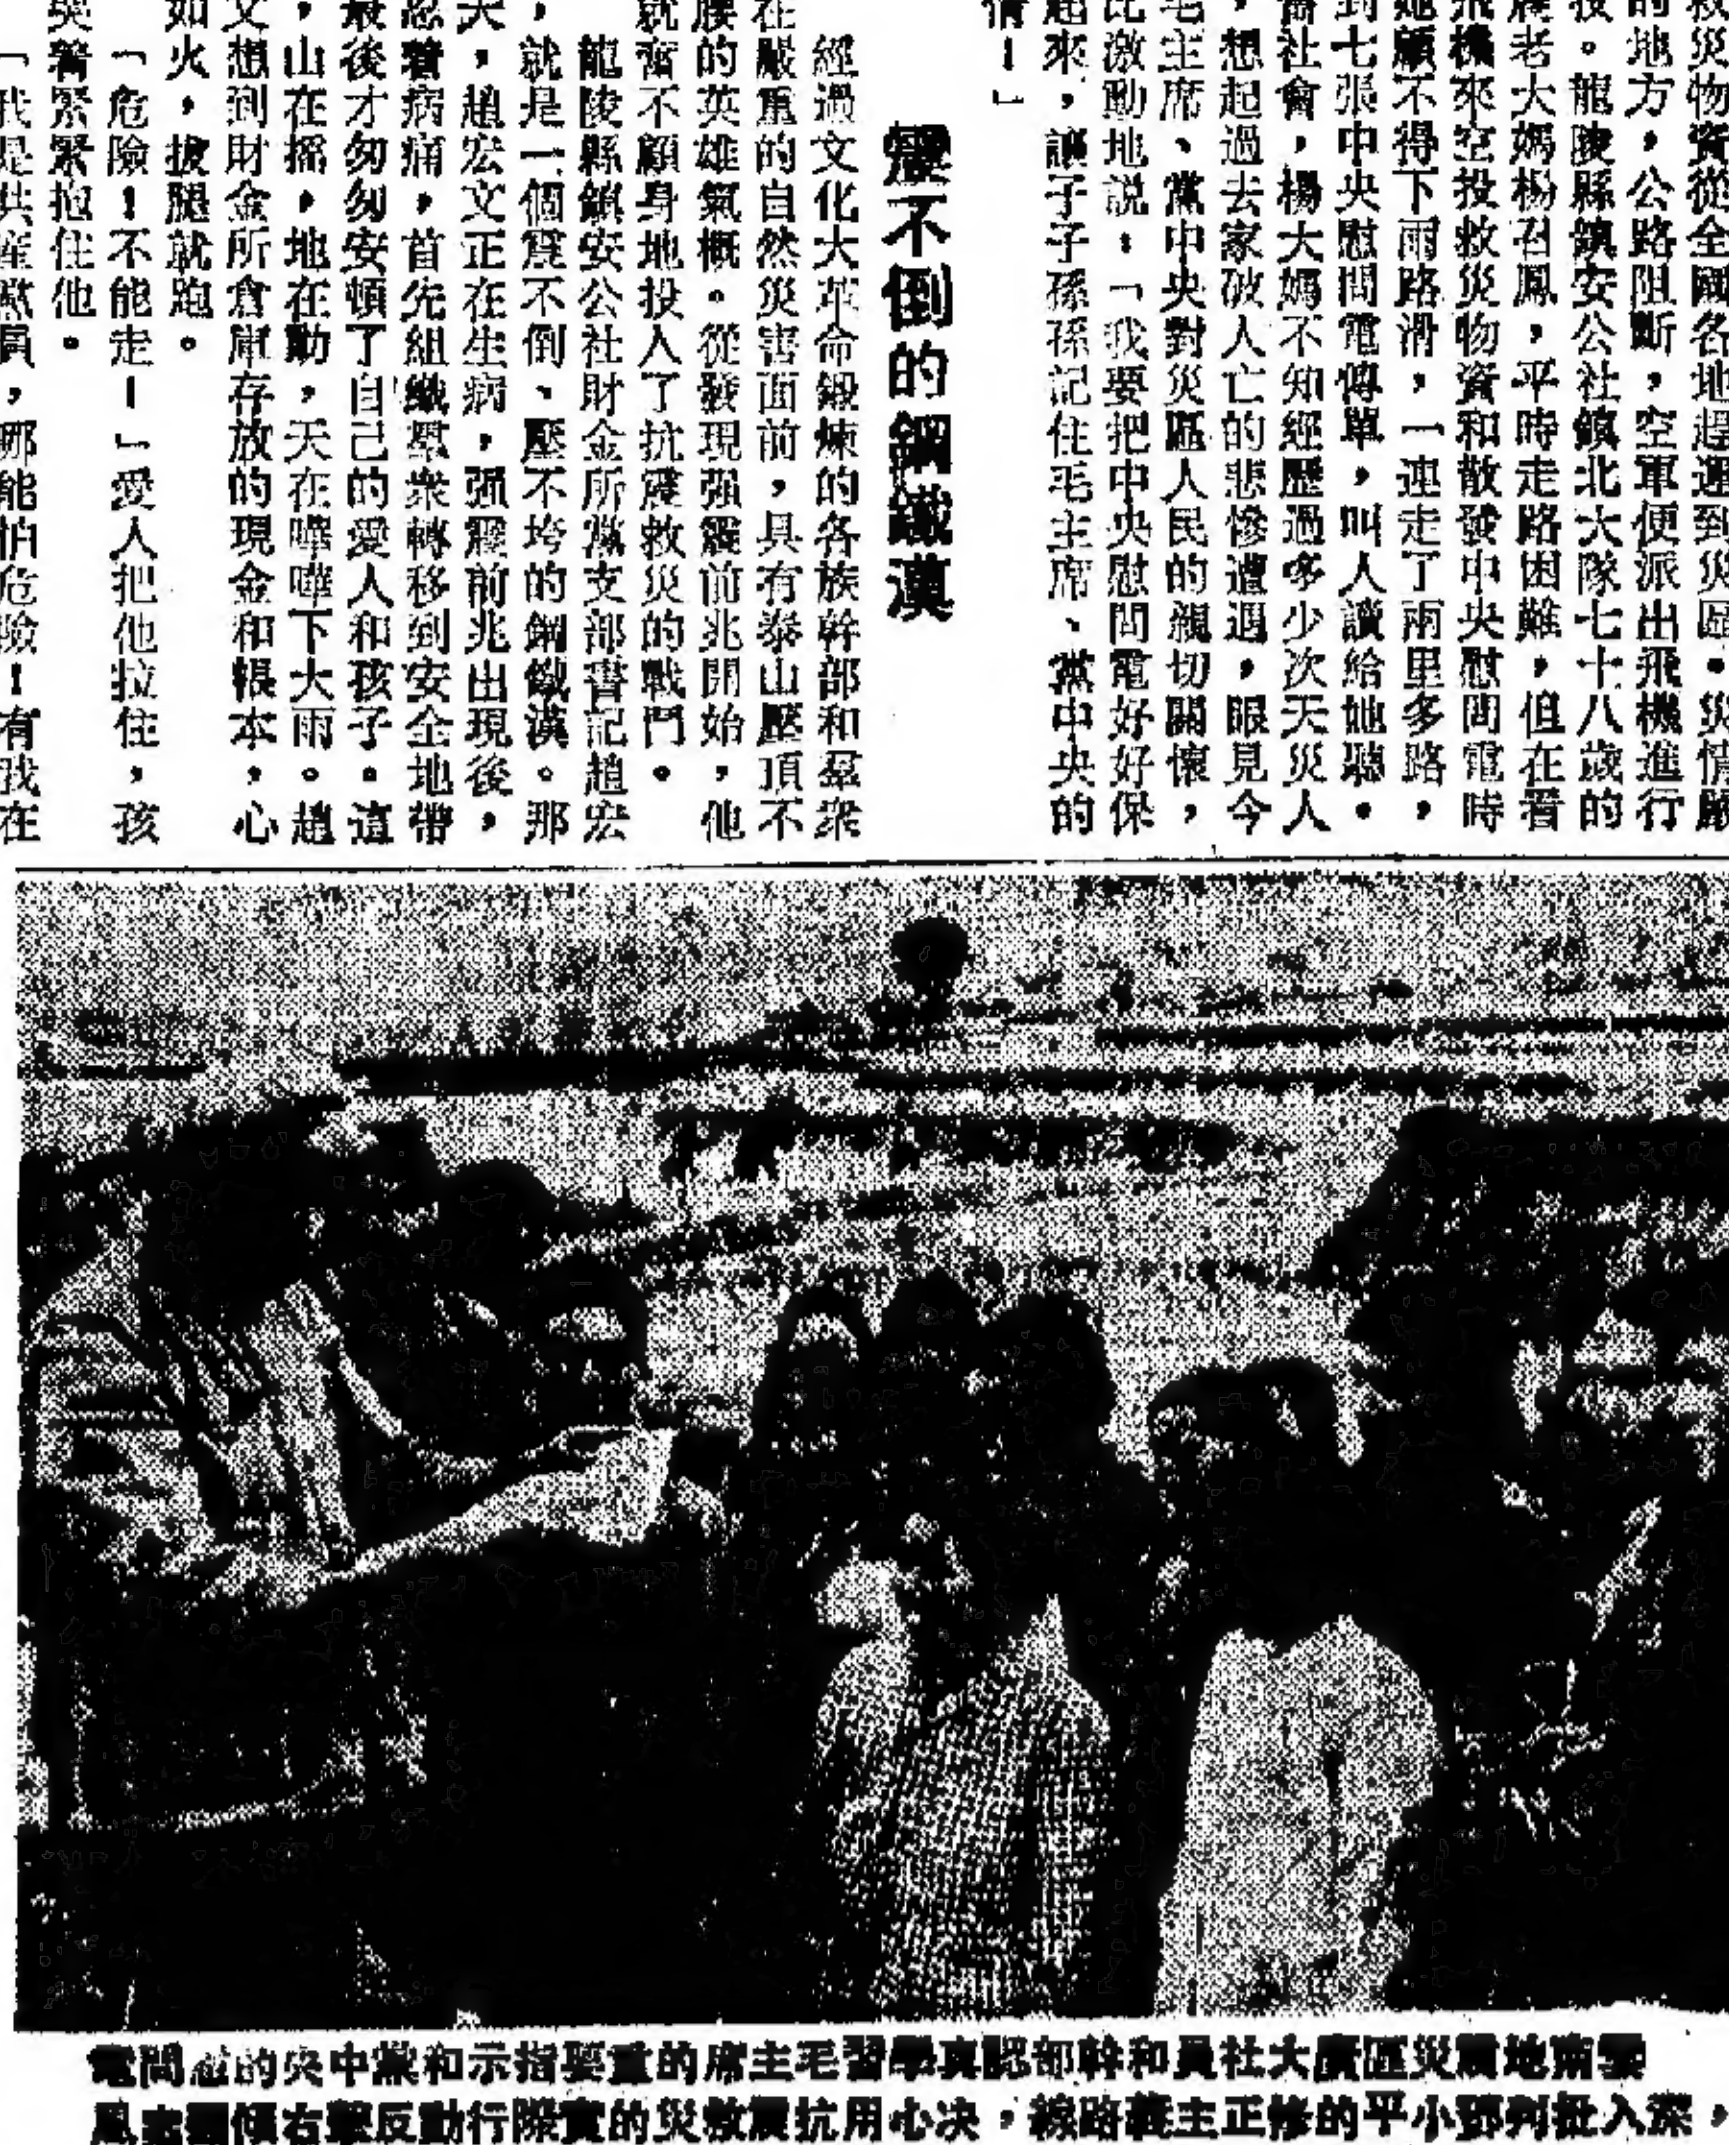 救災物資從全國各地趕運到災區。災情嚴
的地方，公路阻斷，空軍便派出飛機進行
投。龍陵縣鎮安公社鎮北大隊七十八歲的
屬老大媽楊召鳳，平時走路困難，但在看
飛機來空投救災物資和散發中央慰問電時
她顧不得下雨路滑，一連走了兩里多路，
到七張中央慰問電傳單，叫人讀給她聽。
舊社會，楊大媽不知經歷過多少次天災人
，想起過去家破人亡的悲慘遭遇，眼見今
毛主席、黨中央對災區人民的親切關懷，
比激動地説：「我要把中央慰問電好好保
起來，讓子子孫孫記住毛主席、黨中央的
情！」
震不倒的鋼鐵漢
經過文化大革命鍛煉的各族幹部和羣衆
在嚴重的自然災害面前，具有泰山壓頂不
腰的英雄氣概。從發現强震前兆開始，他
就奮不顧身地投入了抗震救災的戰鬥。
龍陵縣鎮安公社財金所黨支部書記趙宏
，就是一個震不倒、壓不垮的鋼鐵漢。那
天，趙宏文正在生病，强震前兆出現後，
忍着病痛，首先組織羣衆轉移到安全地帶
最後才匆匆安頓了自己的愛人和孩子。這
，山在摇，地在動，天在嘩嘩下大雨。趙
文想到財金所倉庫存放的現金和帳本，心
如火，拔腿就跑。
「危險！不能走！」愛人把他拉住，孩
哭着緊緊抱住他。
「我是共産黨員，哪能怕危險！有我在
雲南地震災區廣大社員和幹部認真學習毛主席的重要指示和黨中央的慰問電
，深入批判鄧小平的修正主義路線，决心用抗震救災的實際行動反擊右傾翻案風